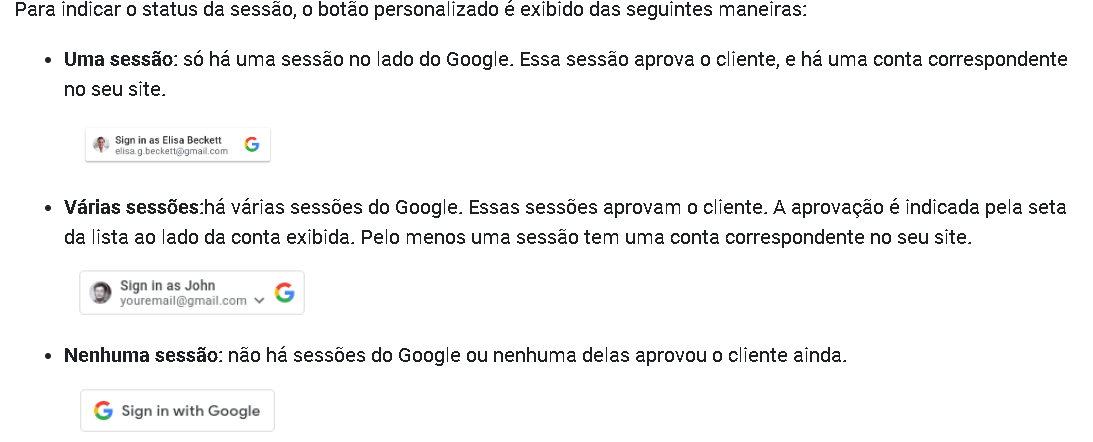 Para indicar o status da sessão, o botão personalizado é exibido das seguintes maneiras:
• Uma sessão: só há uma sessão no lado do Google. Essa sessão aprova o cliente, e há uma conta correspondente
no seu site.
Sign in as Elisa Beckett
elisa.g.beckett@gmail.com
• Várias sessões:há várias sessões do Google. Essas sessões aprovam o cliente. A aprovação é indicada pela seta
da lista ao lado da conta exibida. Pelo menos uma sessão tem uma conta correspondente no seu site.
Sign in as John
youremail@gmail.com
• Nenhuma sessão: não há sessões do Google ou nenhuma delas aprovou o cliente ainda.
Sign in with Google